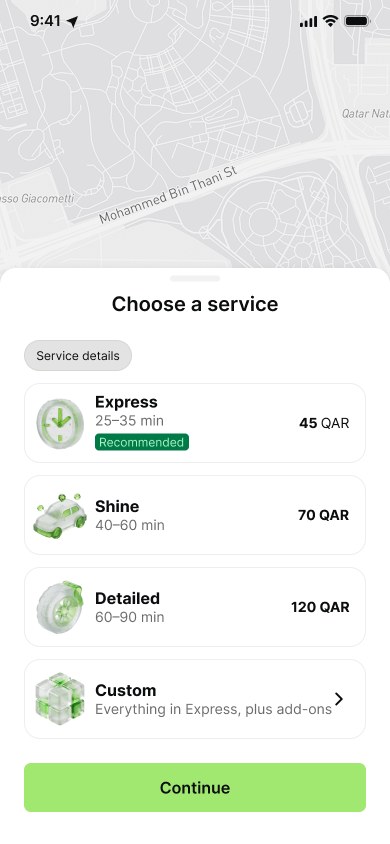 9:41
Qatar Nat
sso Giacometti
Mohammed Bin Thani St
Choose a service
Service details
Express
25–35 min
Recommended
45 QAR
Shine
40–60 min
70 QAR
Detailed
60–90 min
120 QAR
Custom
Everything in Express, plus add-ons
Continue